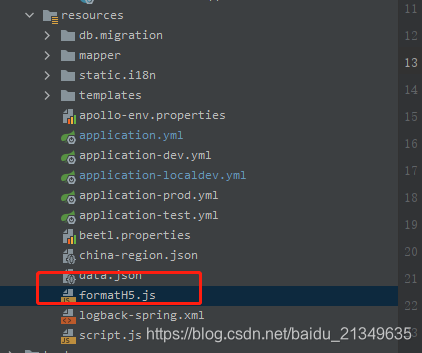 resources
db.migration
mapper
static.i18n
templates
apollo-env.properties
application.yml
application-dev.yml
application-localdev.yml
application-prod.yml
application-test.yml
beetl.properties
china-region.json
data.json
formatH5.js
logback-spring.xml
script.js
https://blog.csdn.net/baidu_21349635
11
12
13
14
15
16
17
18
19
20
21
22
23